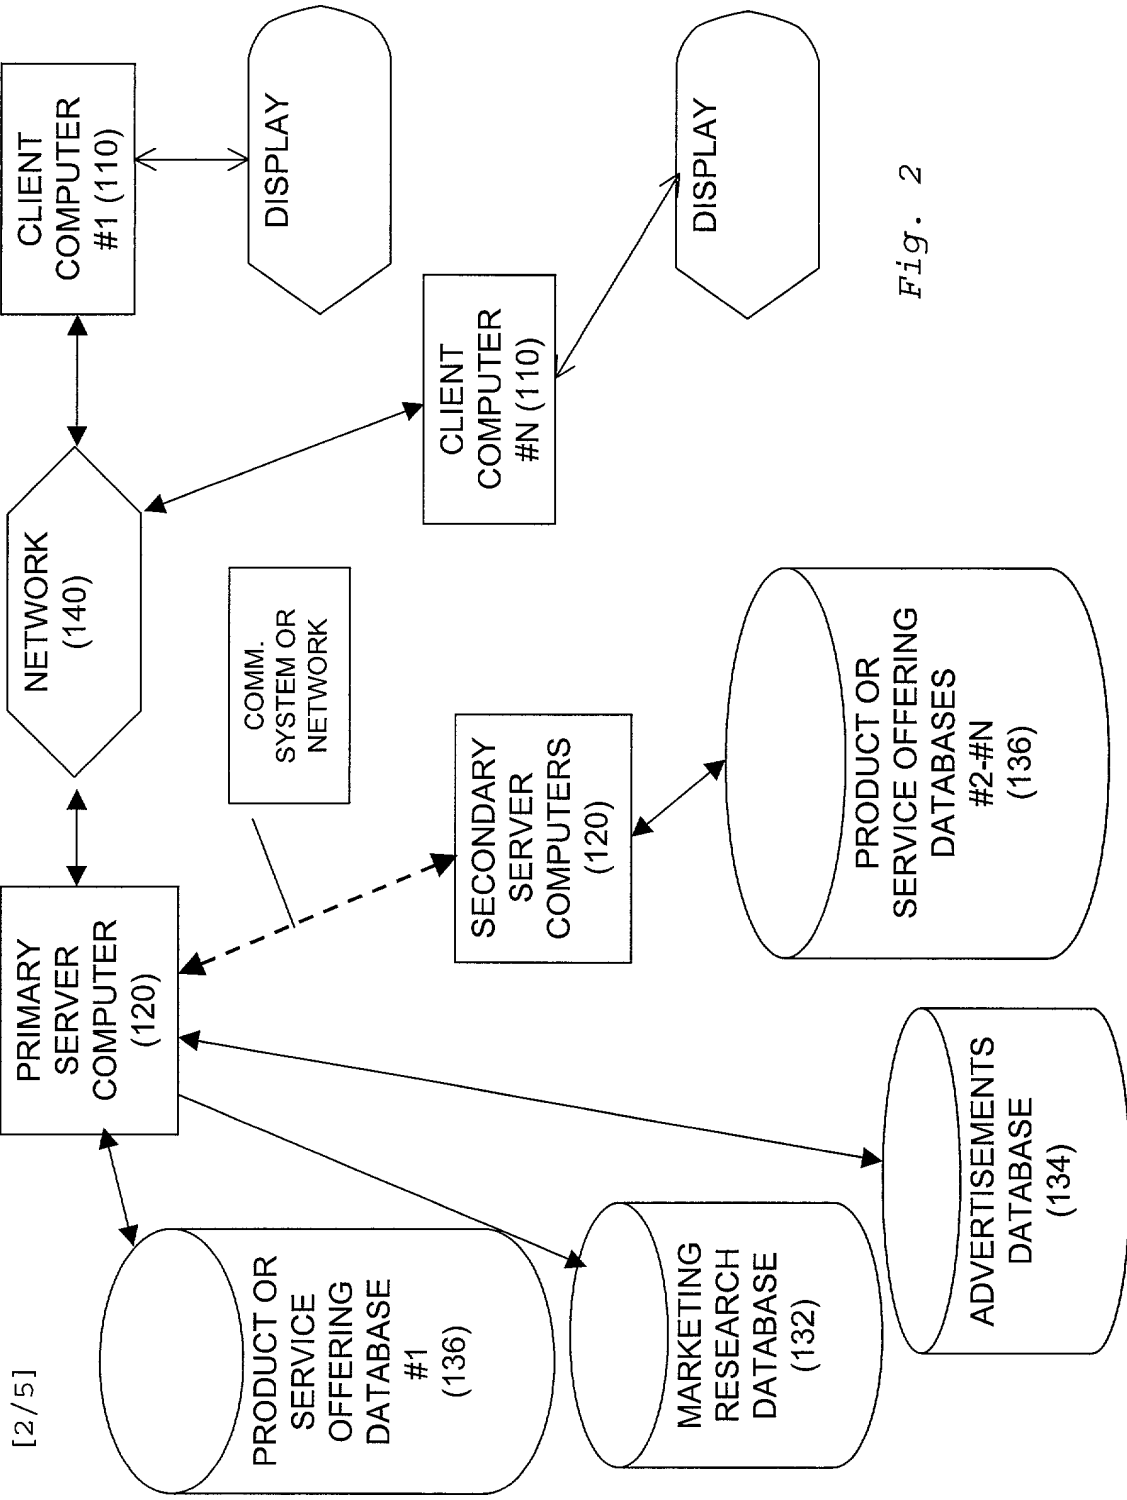 [2/5]
PRODUCT OR
SERVICE
OFFERING
DATABASE
#1
(136)
PRIMARY
SERVER
COMPUTER
(120)
NETWORK
(140)
CLIENT
COMPUTER
#1 (110)
DISPLAY
COMM.
SYSTEM OR
NETWORK
CLIENT
COMPUTER
#N (110)
DISPLAY
SECONDARY
SERVER
COMPUTERS
(120)
MARKETING
RESEARCH
DATABASE
(132)
ADVERTISEMENTS
DATABASE
(134)
PRODUCT OR
SERVICE OFFERING
DATABASES
#2-#N
(136)
Fig. 2